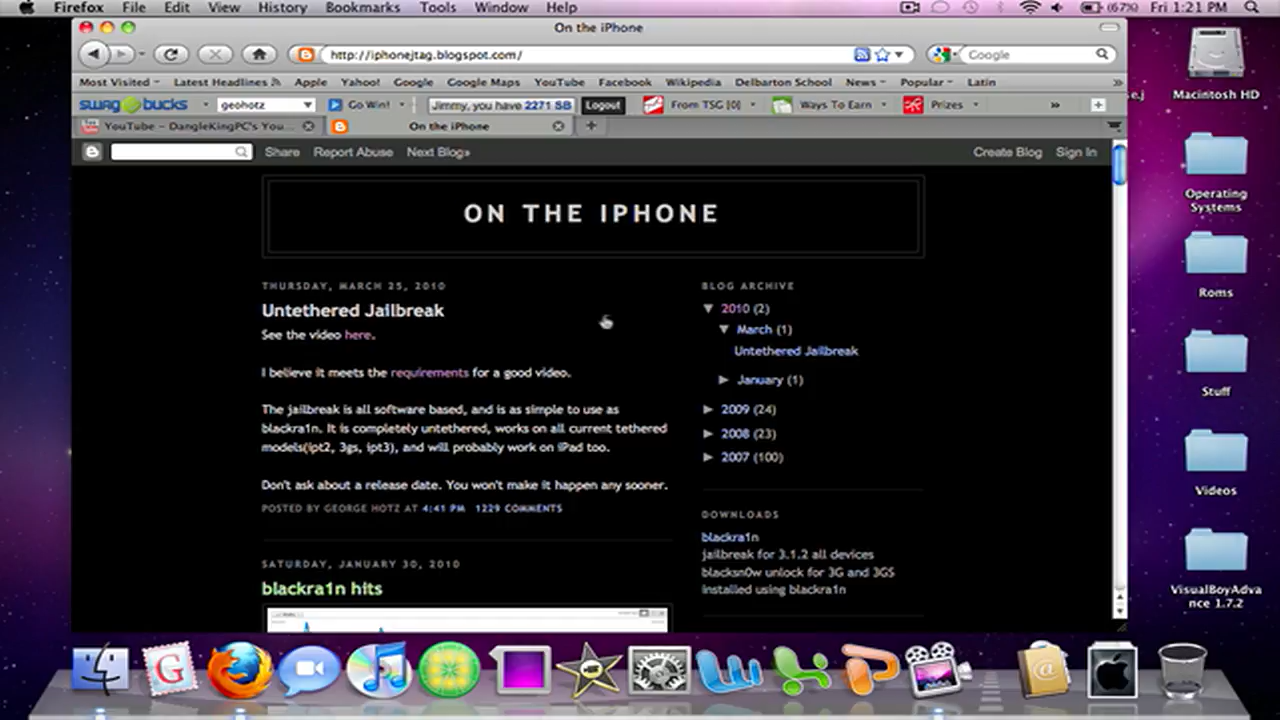 Firefox File Edit View History Bookmarks Tools Window Help (67%) Fri 1:21 PM
On the iPhone
http://iphonejtag.blogspot.com/ Google
Most Visited Latest Headlines Apple Yahoo! Google Google Maps YouTube Facebook Wikipedia Delbarton School News Popular Latin »
swag bucks geohotz Go Win! Jimmy, you have 2271 SB Logout From TSG [0] Ways To Earn Prizes »
YouTube - DangleKingPC's You... On the iPhone
Share Report Abuse Next Blog» Create Blog Sign In
ON THE IPHONE
THURSDAY, MARCH 25, 2010
Untethered Jailbreak
See the video here.
I believe it meets the requirements for a good video.
The jailbreak is all software based, and is as simple to use as
blackra1n. It is completely untethered, works on all current tethered
models(ipt2, 3gs, ipt3), and will probably work on iPad too.
Don't ask about a release date. You won't make it happen any sooner.
POSTED BY GEORGE HOTZ AT 4:41 PM 1229 COMMENTS
SATURDAY, JANUARY 30, 2010
blackra1n hits
BLOG ARCHIVE
▼ 2010 (2)
▼ March (1)
Untethered Jailbreak
► January (1)
► 2009 (24)
► 2008 (23)
► 2007 (100)
DOWNLOADS
blackra1n
jailbreak for 3.1.2 all devices
blacksn0w unlock for 3G and 3GS
installed using blackra1n
Macintosh HD
Operating
Systems
Roms
Stuff
Videos
VisualBoyAdva
nce 1.7.2